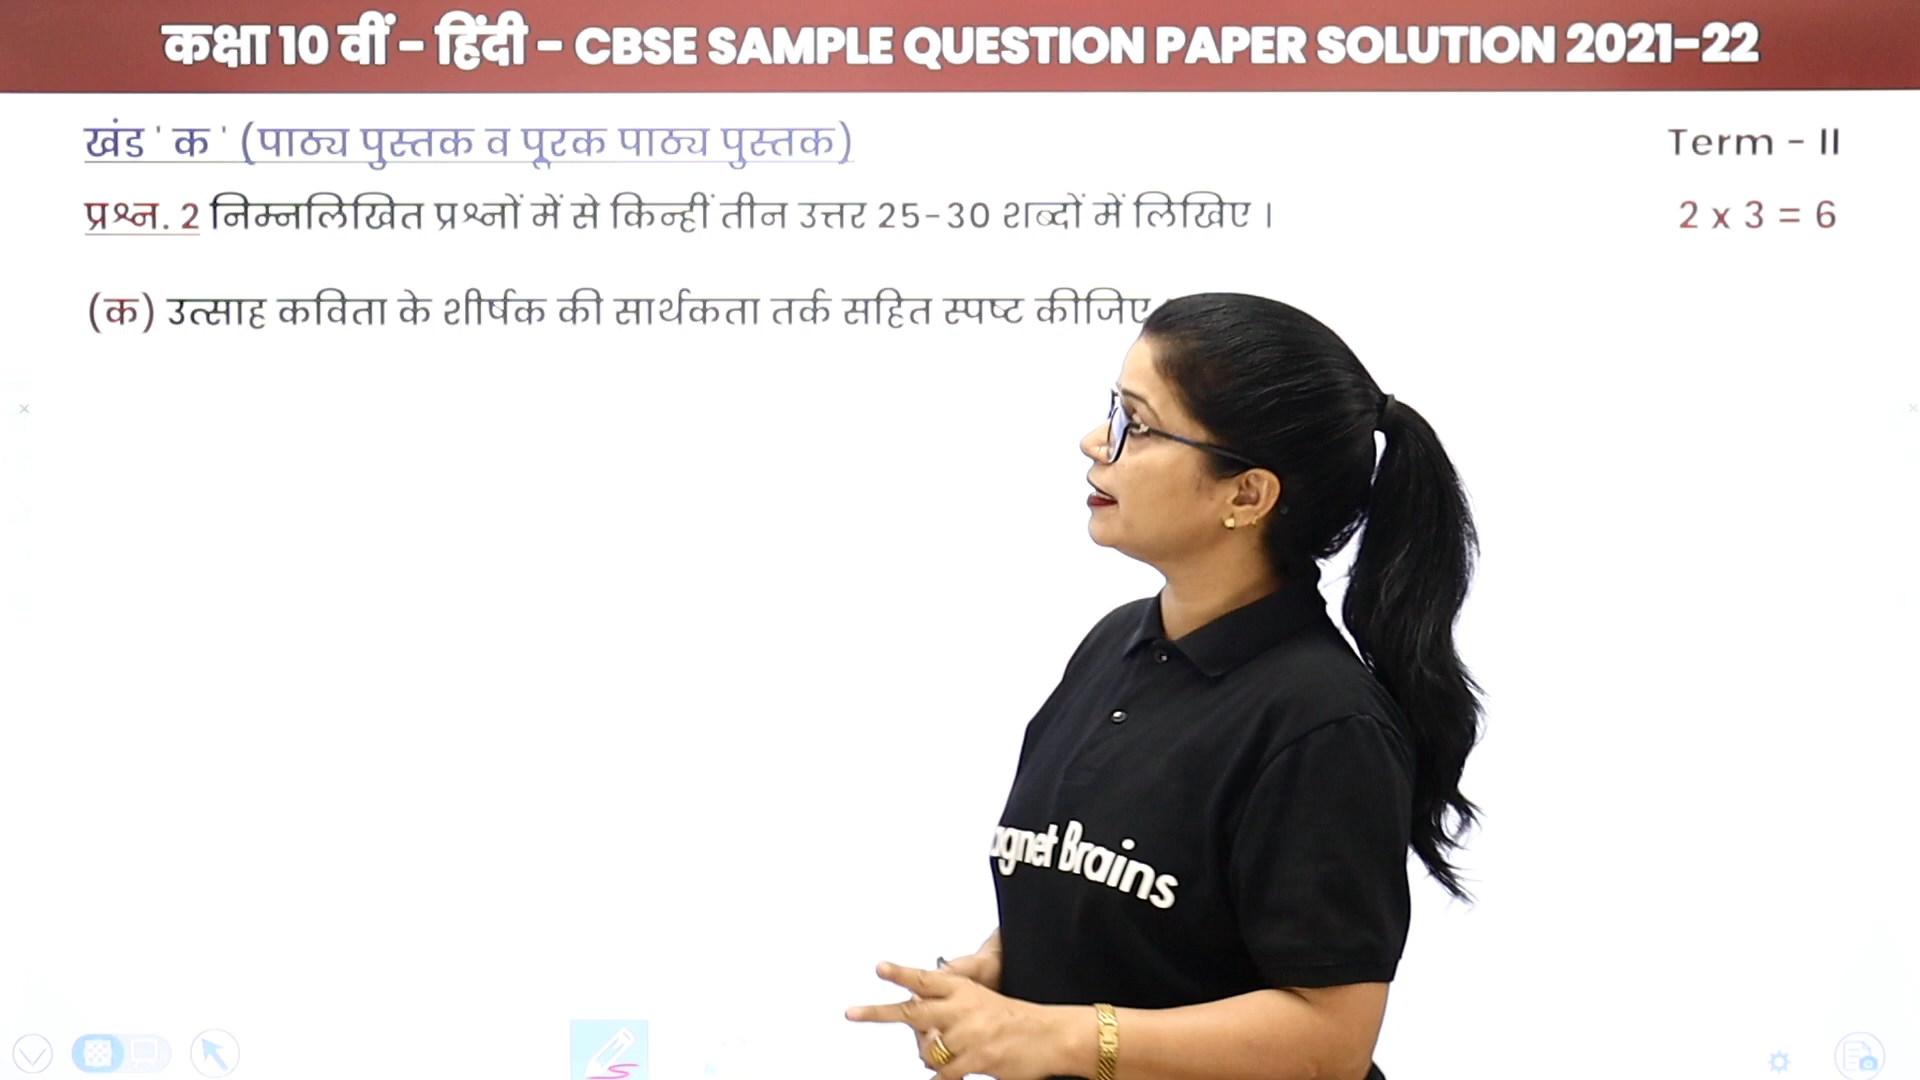 कक्षा 10 वीं - हिंदी - CBSE SAMPLE QUESTION PAPER SOLUTION 2021-22
खंड ' क ' (पाठ्य पुस्तक व पूरक पाठ्य पुस्तक)
Term - II
प्रश्न. 2 निम्नलिखित प्रश्नों में से किन्हीं तीन उत्तर 25-30 शब्दों में लिखिए ।
2 x 3 = 6
(क) उत्साह कविता के शीर्षक की सार्थकता तर्क सहित स्पष्ट कीजिए
agnet Brains